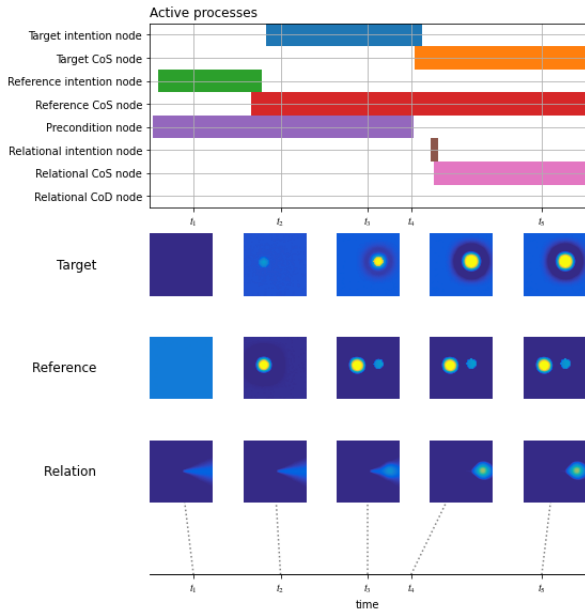 Active processes
Target intention node
Target CoS node
Reference intention node
Reference CoS node
Precondition node
Relational intention node
Relational CoS node
Relational CoD node
t1 t2 t3 t4 t5
Target
Reference
Relation
t1 t2 t3 t4 t5
time